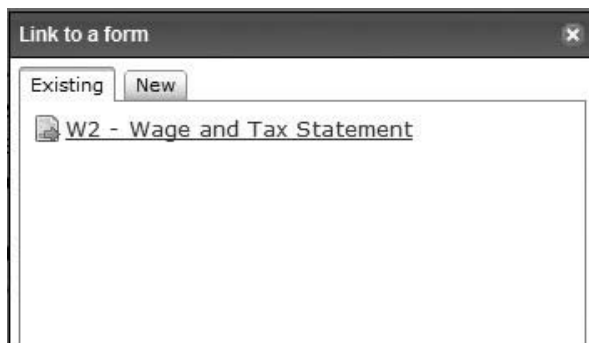 Link to a form
Existing New
W2 - Wage and Tax Statement